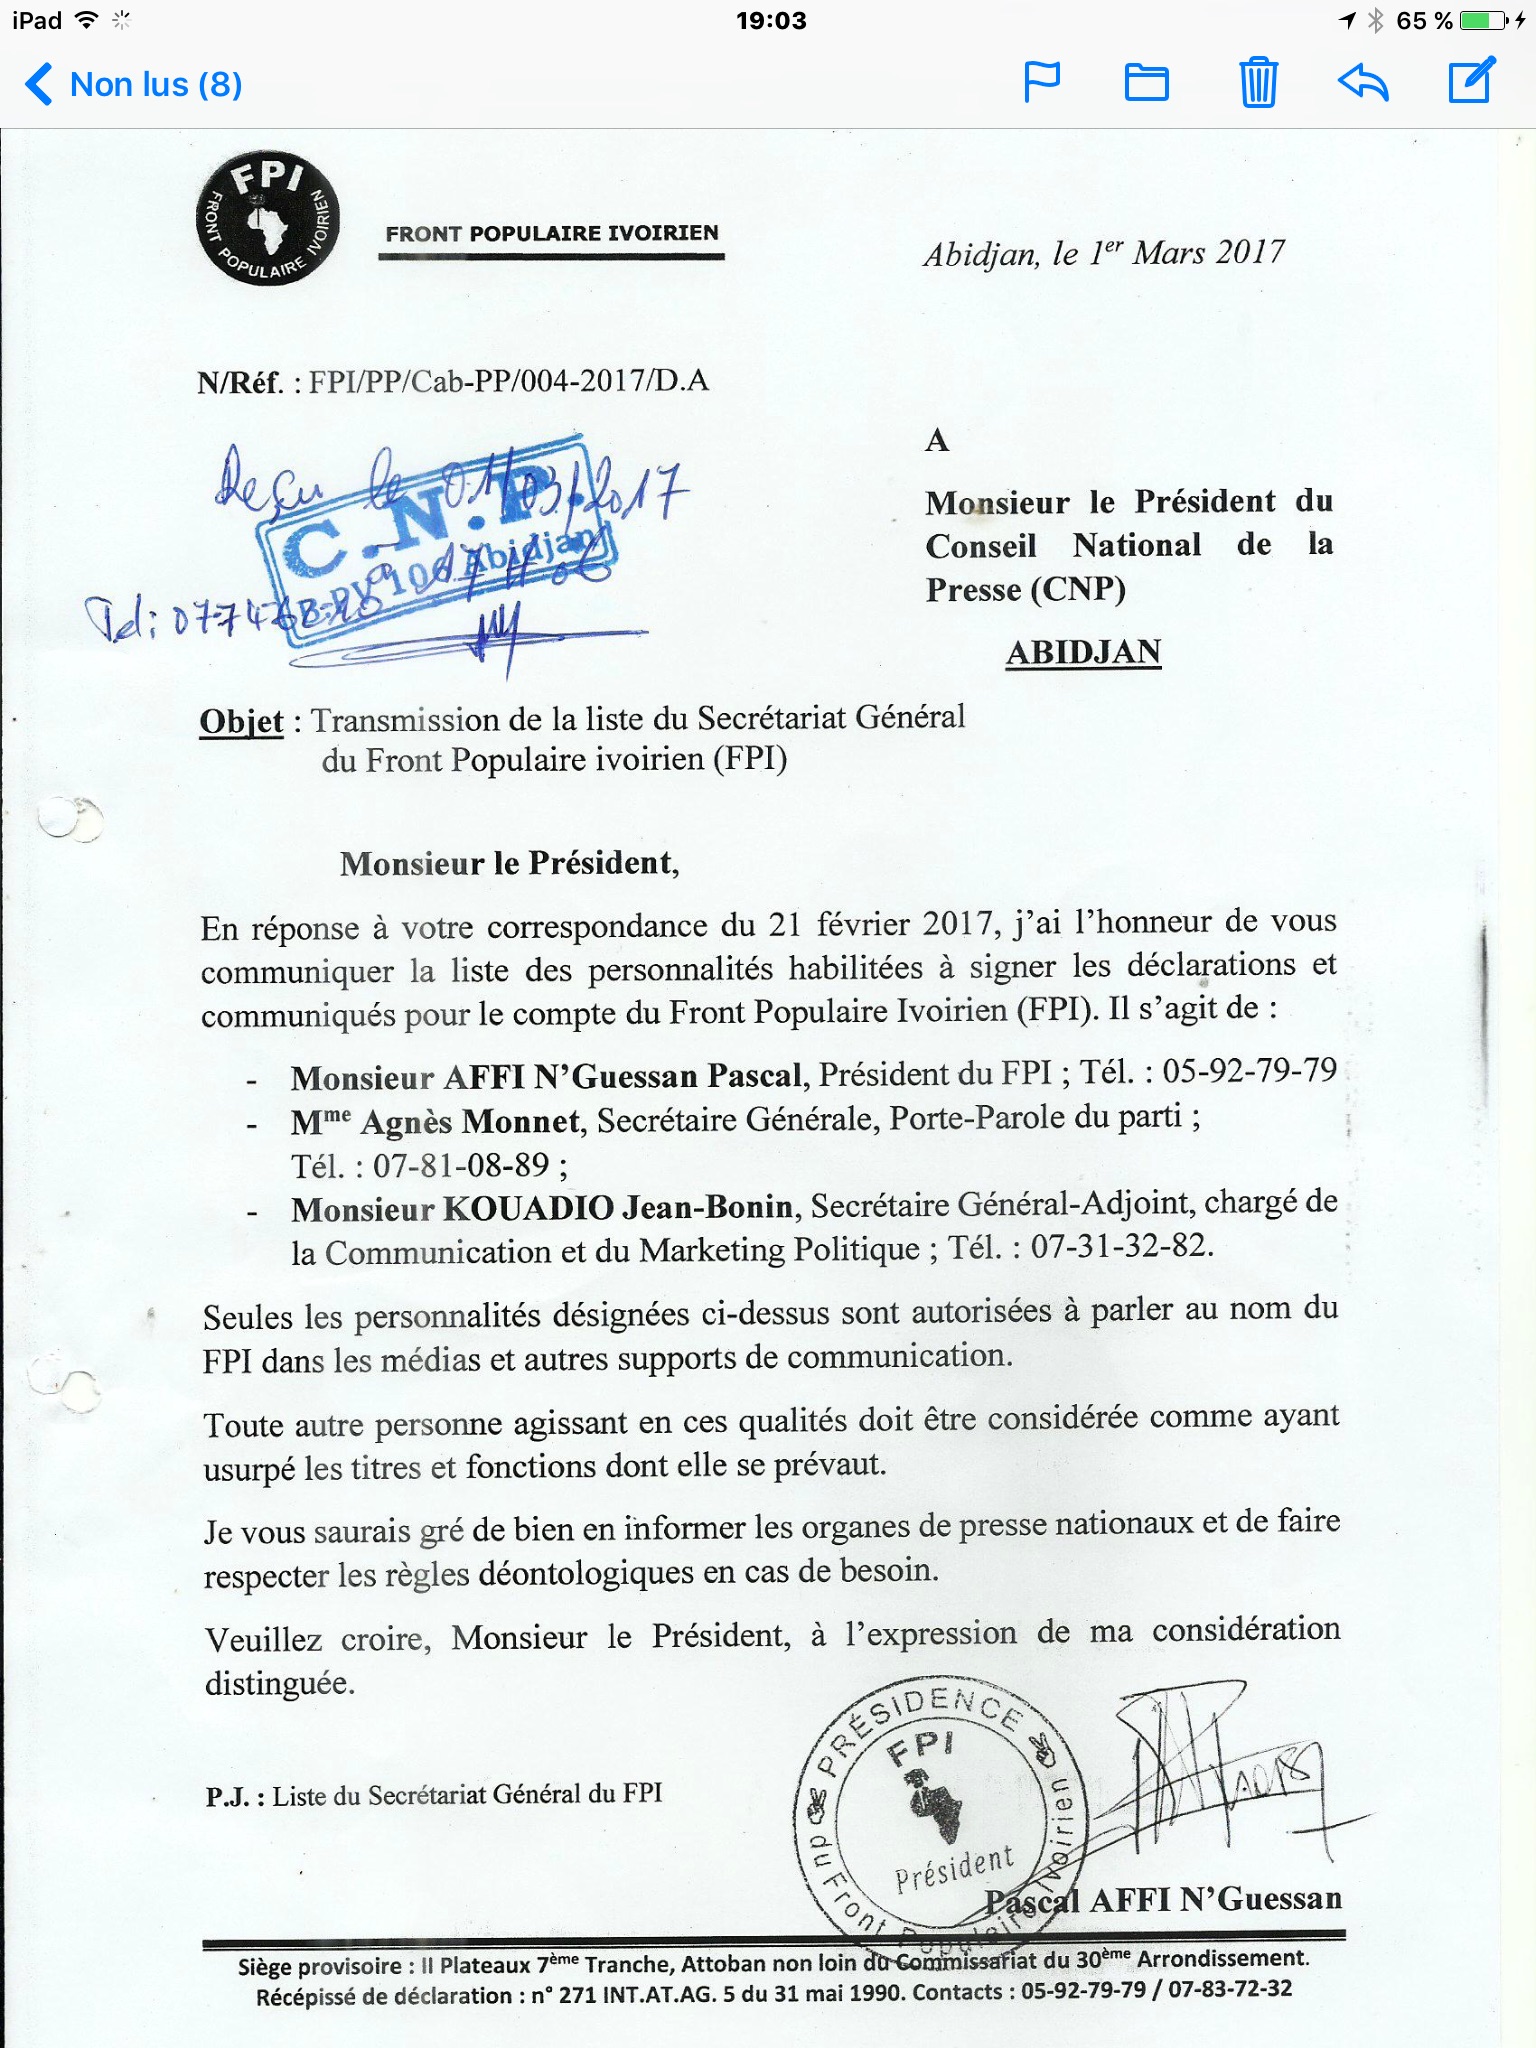 iPad 19:03 65 %
Non lus (8)
FPI
FRONT POPULAIRE IVOIRIEN
FRONT POPULAIRE IVOIRIEN
Abidjan, le 1er Mars 2017
N/Réf. : FPI/PP/Cab-PP/004-2017/D.A
Reçu le 01/03/2017
C.N.P.
106 Abidjan
à 17H06
Tel:
A
Monsieur le Président du
Conseil National de la
Presse (CNP)
ABIDJAN
Objet : Transmission de la liste du Secrétariat Général
du Front Populaire ivoirien (FPI)
Monsieur le Président,
En réponse à votre correspondance du 21 février 2017, j’ai l’honneur de vous
communiquer la liste des personnalités habilitées à signer les déclarations et
communiqués pour le compte du Front Populaire Ivoirien (FPI). Il s’agit de :
- Monsieur AFFI N’Guessan Pascal, Président du FPI ; Tél. : 05-92-79-79
- Mme Agnès Monnet, Secrétaire Générale, Porte-Parole du parti ;
Tél. : 07-81-08-89 ;
- Monsieur KOUADIO Jean-Bonin, Secrétaire Général-Adjoint, chargé de
la Communication et du Marketing Politique ; Tél. : 07-31-32-82.
Seules les personnalités désignées ci-dessus sont autorisées à parler au nom du
FPI dans les médias et autres supports de communication.
Toute autre personne agissant en ces qualités doit être considérée comme ayant
usurpé les titres et fonctions dont elle se prévaut.
Je vous saurais gré de bien en informer les organes de presse nationaux et de faire
respecter les règles déontologiques en cas de besoin.
Veuillez croire, Monsieur le Président, à l’expression de ma considération
distinguée.
P.J. : Liste du Secrétariat Général du FPI
PRÉSIDENCE
FPI
Président
du Front Populaire Ivoirien
Pascal AFFI N’Guessan
Siège provisoire : II Plateaux 7ème Tranche, Attoban non loin du Commissariat du 30ème Arrondissement.
Récépissé de déclaration : n° 271 INT.AT.AG. 5 du 31 mai 1990. Contacts : 05-92-79-79 / 07-83-72-32